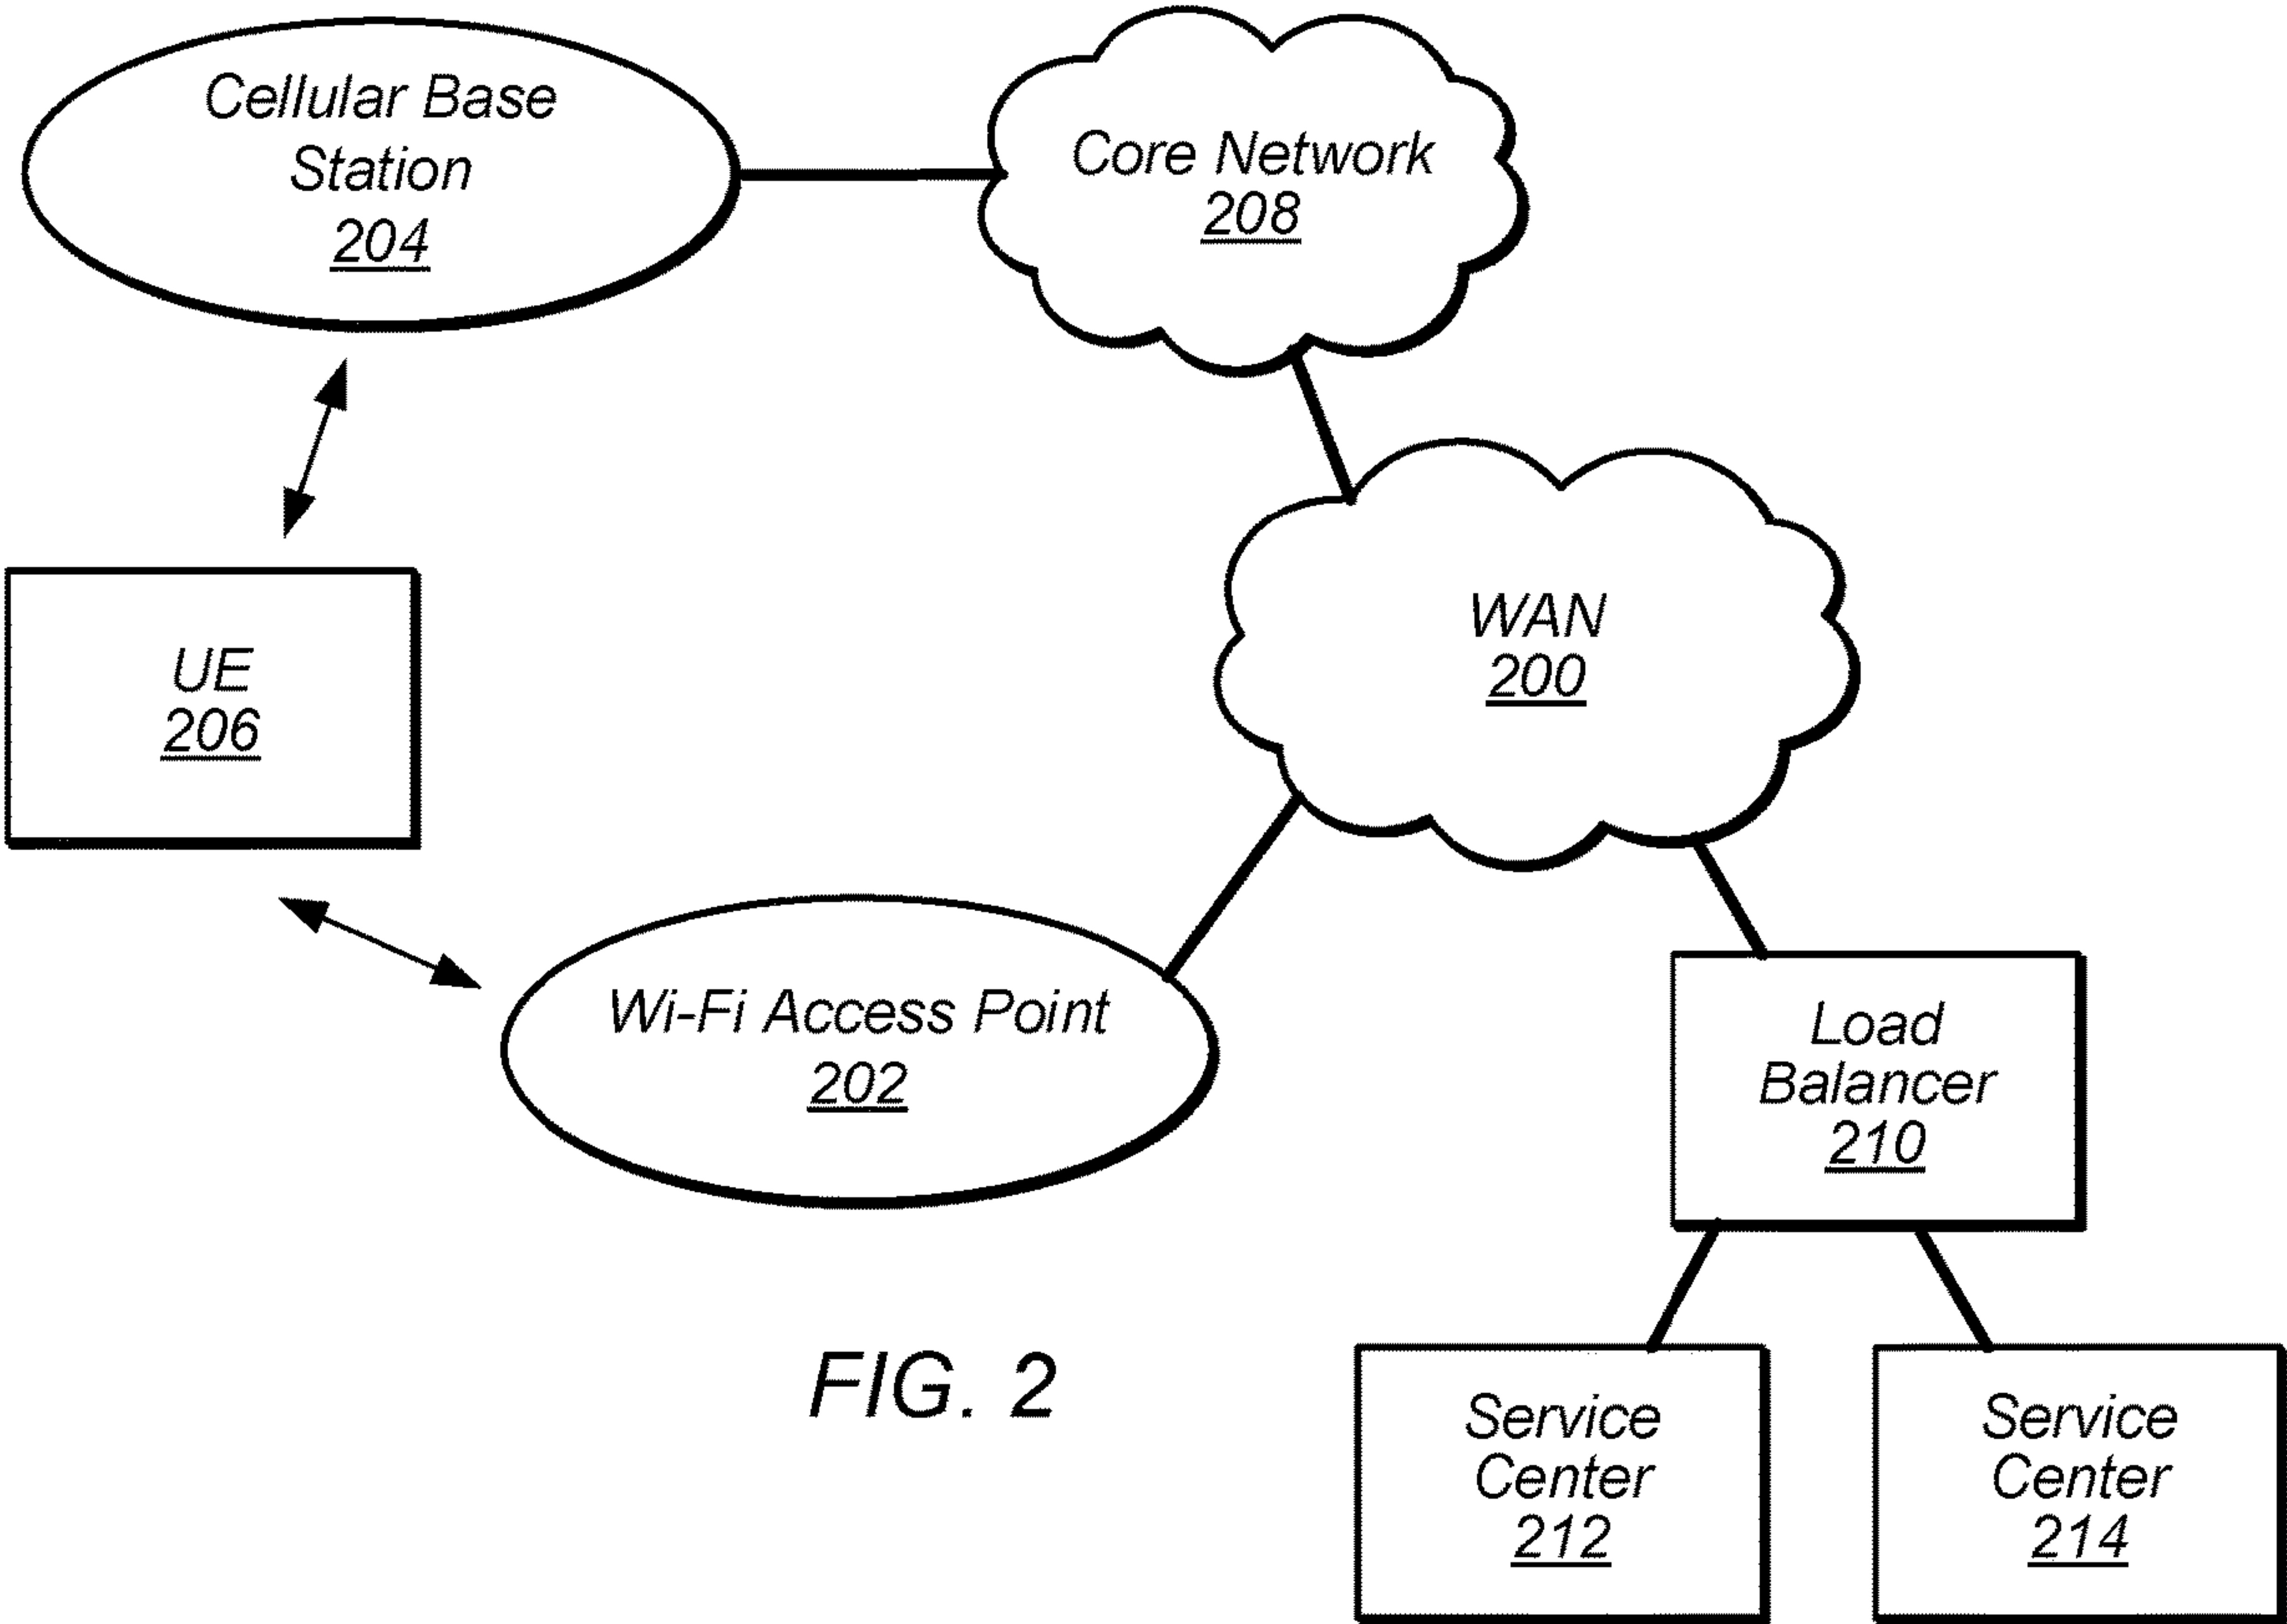 Cellular Base
Station
204
Core Network
208
WAN
200
UE
206
Wi-Fi Access Point
202
Load
Balancer
210
FIG. 2
Service
Center
212
Service
Center
214